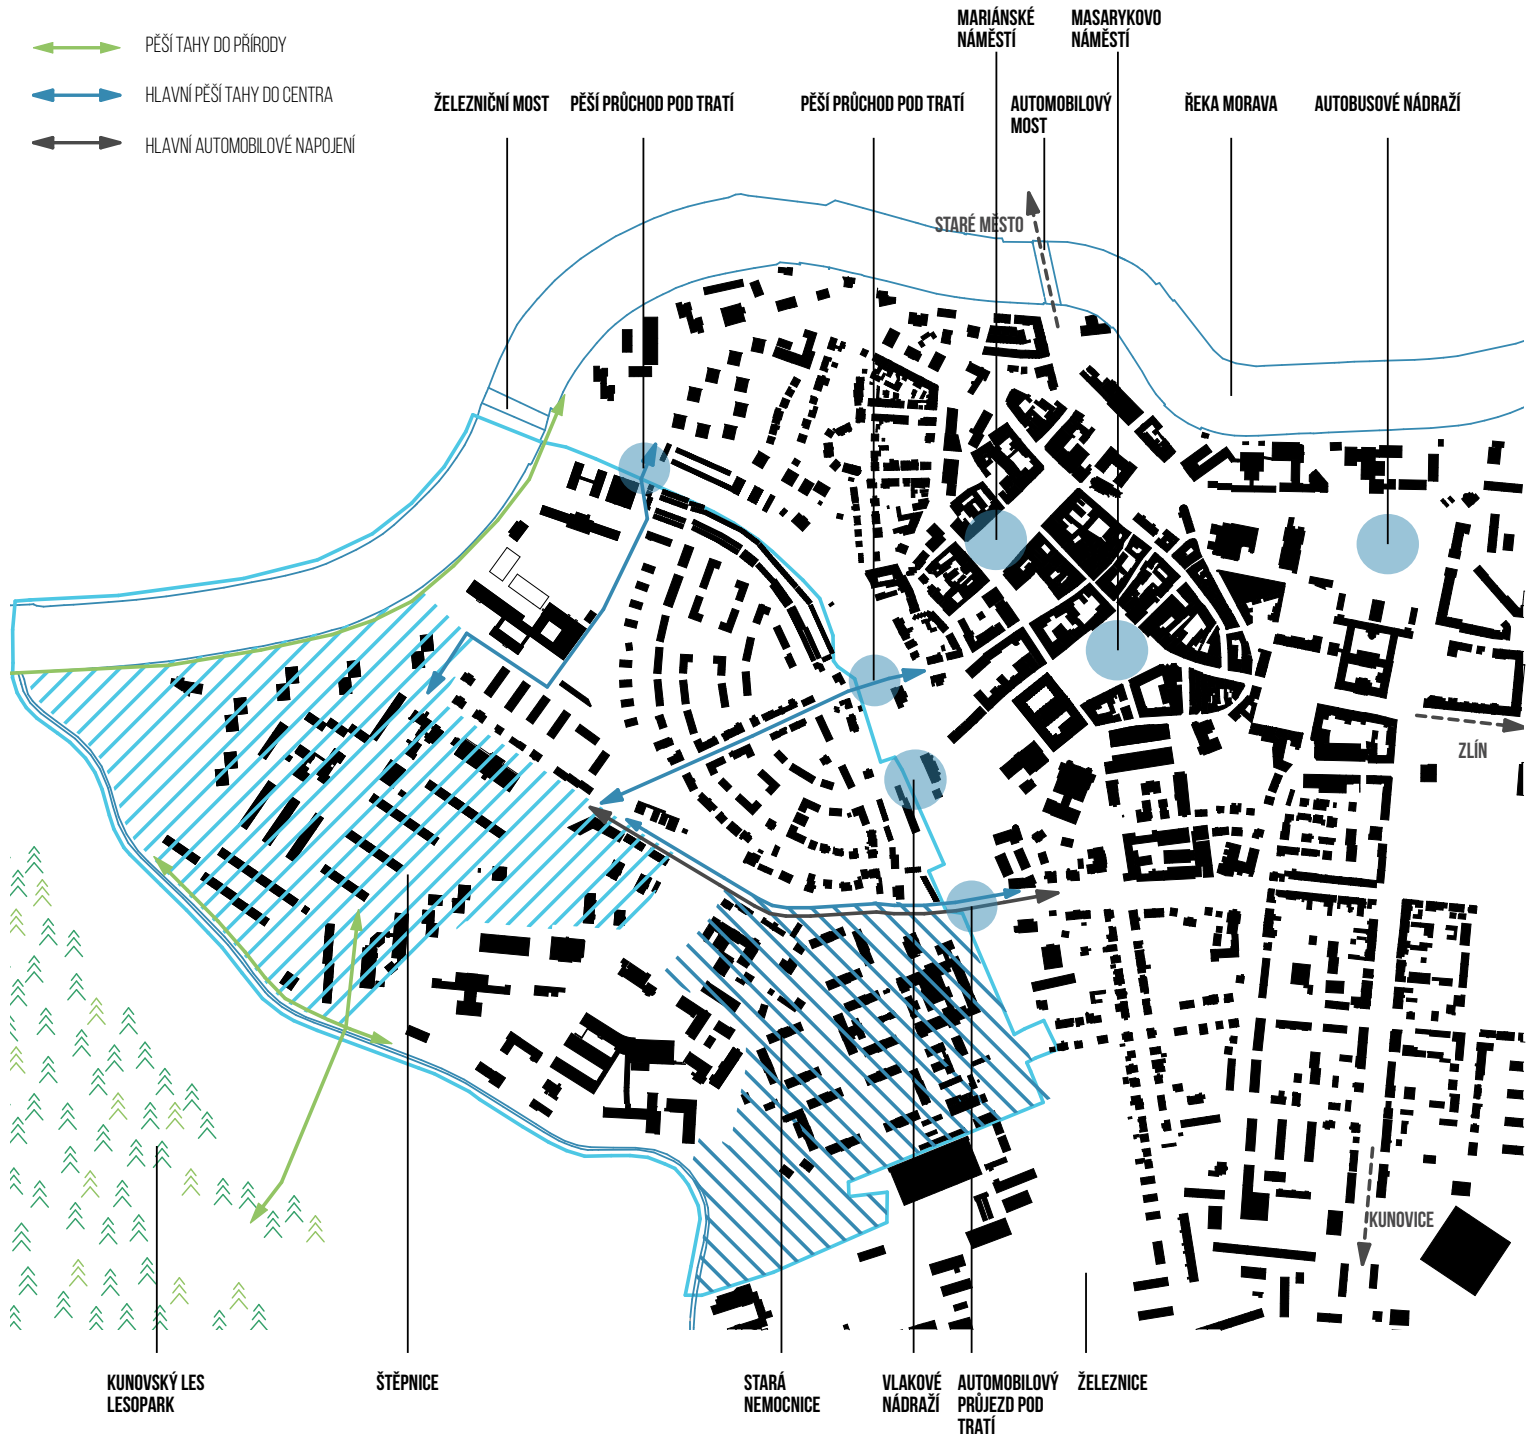 MARIÁNSKÉ
NÁMĚSTÍ
MASARYKOVO
NÁMĚSTÍ
PĚŠÍ TAHY DO PŘÍRODY
HLAVNÍ PĚŠÍ TAHY DO CENTRA
HLAVNÍ AUTOMOBILOVÉ NAPOJENÍ
ŽELEZNIČNÍ MOST
PĚŠÍ PRŮCHOD POD TRATÍ
PĚŠÍ PRŮCHOD POD TRATÍ
AUTOMOBILOVÝ
MOST
ŘEKA MORAVA
AUTOBUSOVÉ NÁDRAŽÍ
STARÉ MĚSTO
ZLÍN
KUNOVICE
KUNOVSKÝ LES
LESOPARK
ŠTĚPNICE
STARÁ
NEMOCNICE
VLAKOVÉ
NÁDRAŽÍ
AUTOMOBILOVÝ
PRŮJEZD POD
TRATÍ
ŽELEZNICE